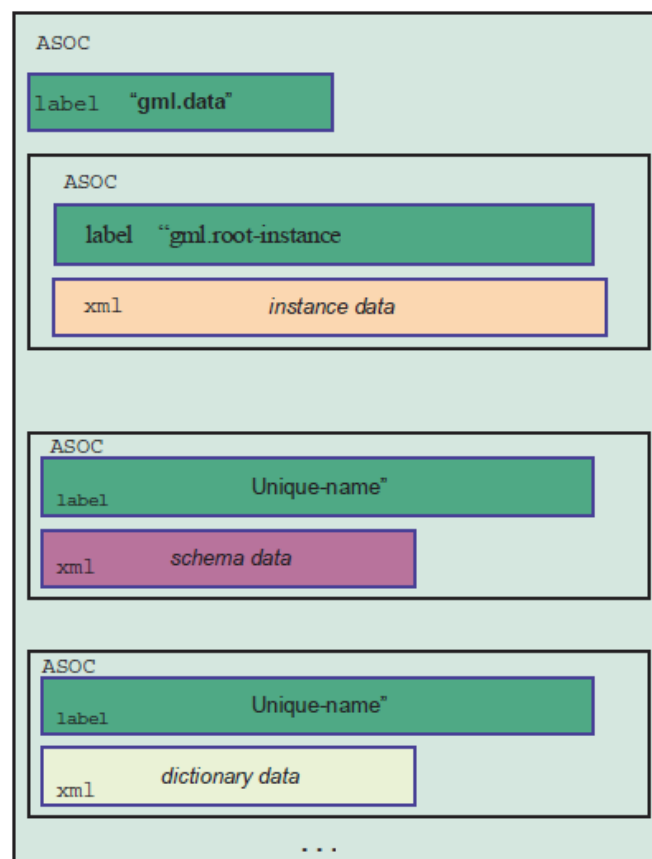 ASOC
label “gml.data”
ASOC
label “gml.root-instance
xml instance data
ASOC
label Unique-name”
xml schema data
ASOC
label Unique-name”
xml dictionary data
...